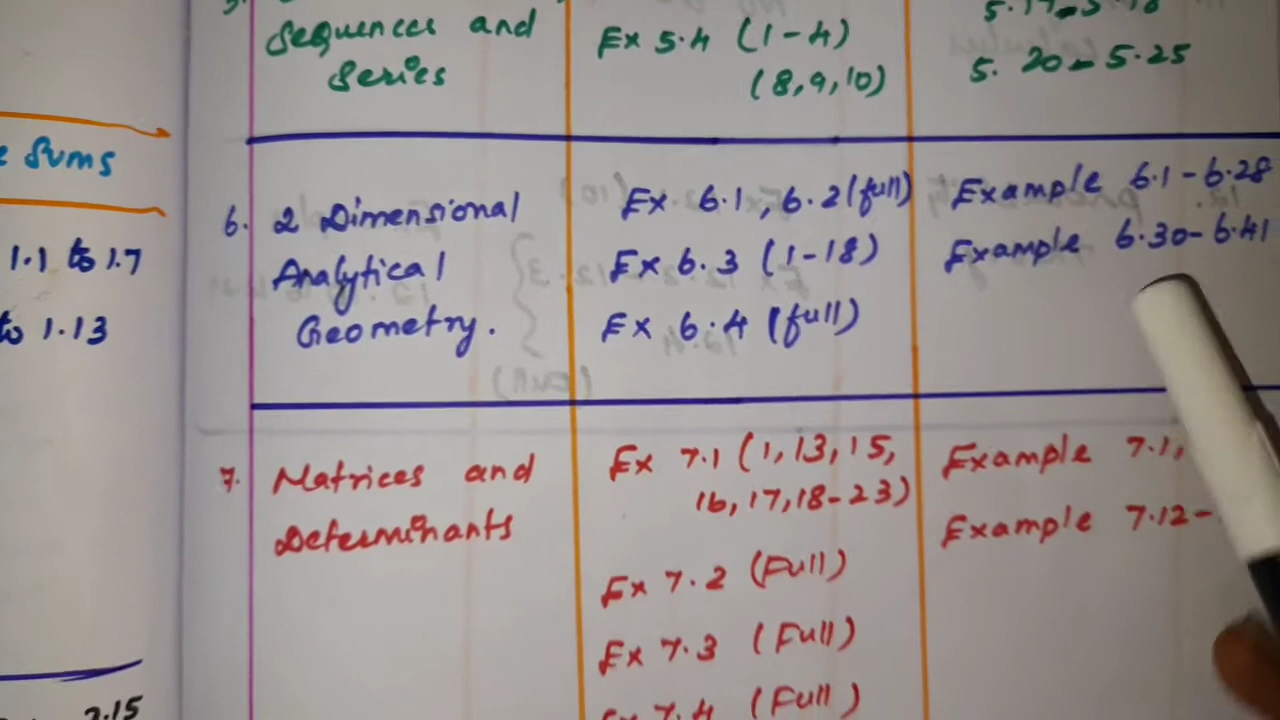 Sequences and
Series
Ex 5.4 (1-4)
(8,9,10)
5. 20 - 5.25
Sums
1.1 to 1.7
to 1.13
6. 2 Dimensional
Analytical
Geometry.
Ex 6.1, 6.2 (full)
Ex 6.3 (1-18)
Ex 6.4 (full)
Example 6.1 - 6.28
Example 6.30 - 6.41
7. Matrices and
Determinants
Ex 7.1 (1, 13, 15,
16, 17, 18-23)
Ex 7.2 (Full)
Ex 7.3 (Full)
Ex 7.4 (Full)
Example 7.1,
Example 7.12 -
2.15